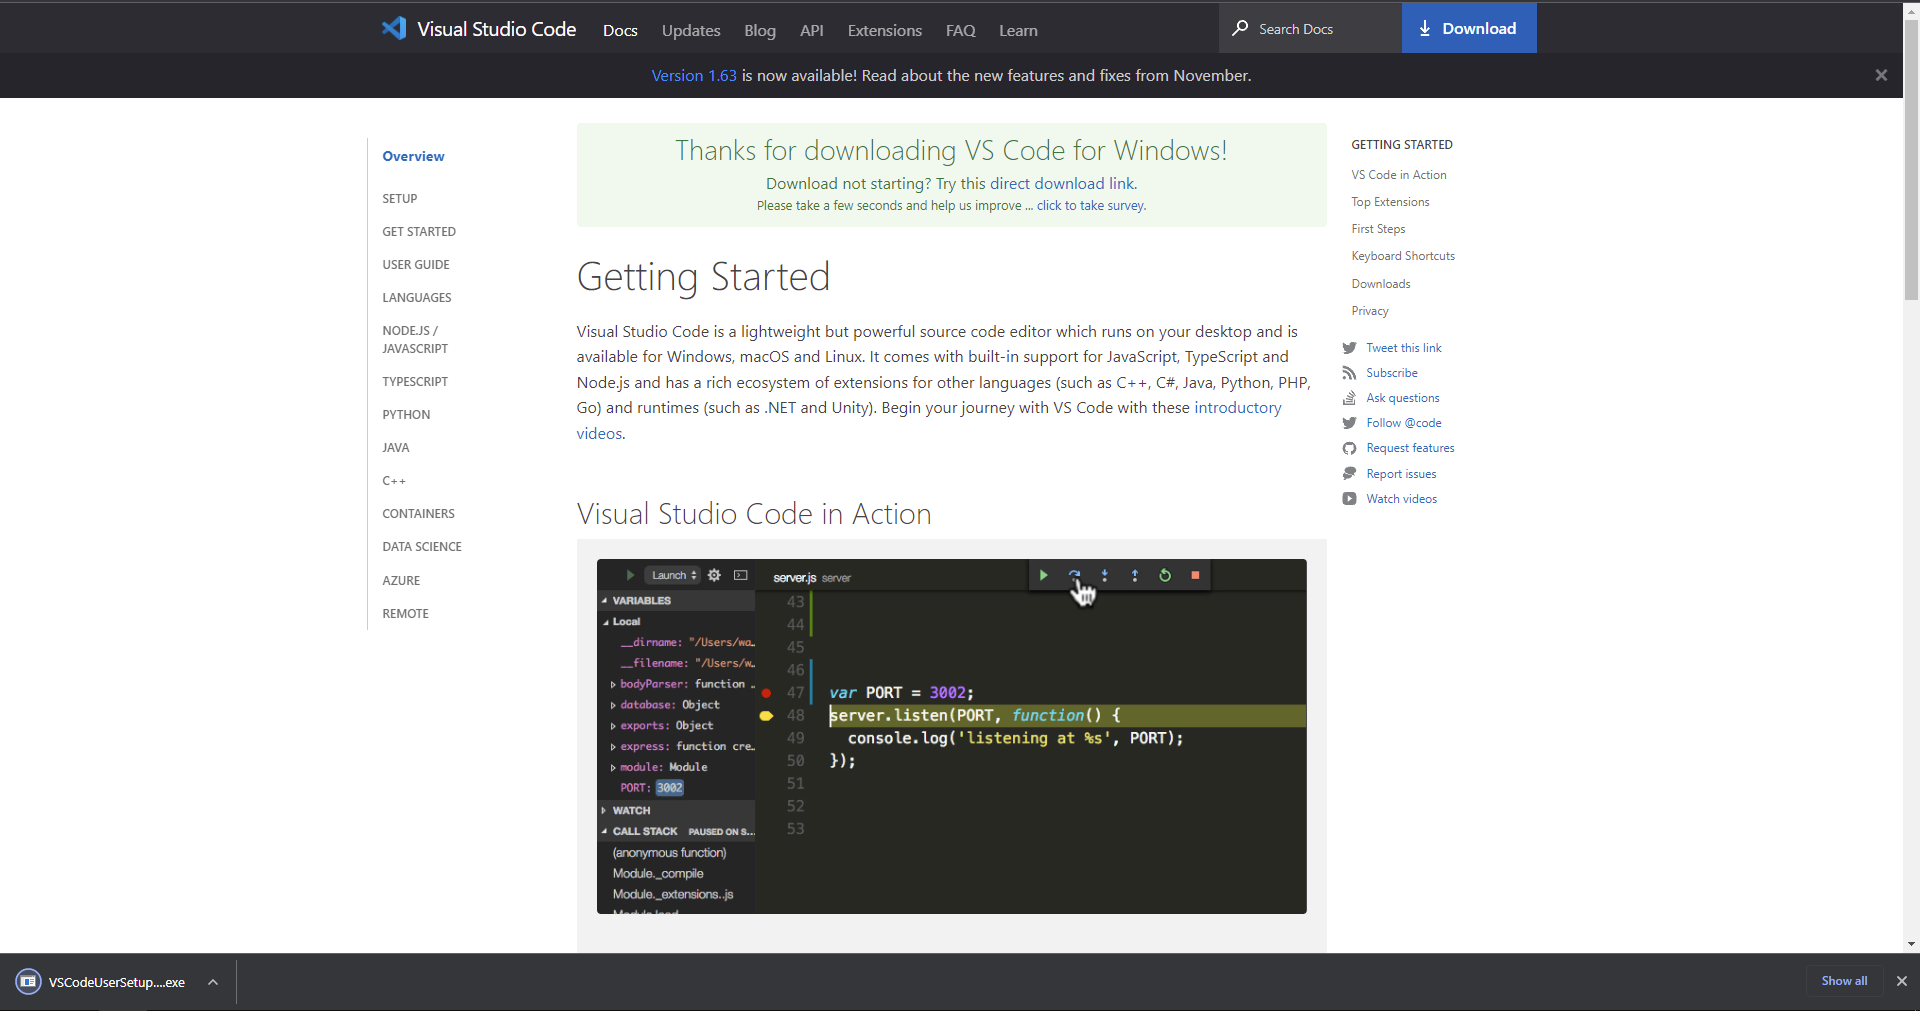 Visual Studio Code
Docs
Updates
Blog
API
Extensions
FAQ
Learn
Search Docs
Download
Version 1.63 is now available! Read about the new features and fixes from November.
Overview
SETUP
GET STARTED
USER GUIDE
LANGUAGES
NODE.JS /
JAVASCRIPT
TYPESCRIPT
PYTHON
JAVA
C++
CONTAINERS
DATA SCIENCE
AZURE
REMOTE
Thanks for downloading VS Code for Windows!
Download not starting? Try this direct download link.
Please take a few seconds and help us improve ... click to take survey.
Getting Started
Visual Studio Code is a lightweight but powerful source code editor which runs on your desktop and is
available for Windows, macOS and Linux. It comes with built-in support for JavaScript, TypeScript and
Node.js and has a rich ecosystem of extensions for other languages (such as C++, C#, Java, Python, PHP,
Go) and runtimes (such as .NET and Unity). Begin your journey with VS Code with these introductory
videos.
Visual Studio Code in Action
Launch
VARIABLES
Local
__dirname: "/Users/wa…
__filename: "/Users/w…
bodyParser: function …
database: Object
exports: Object
express: function cre…
module: Module
PORT: 3002
WATCH
CALL STACK PAUSED ON S…
(anonymous function)
Module._compile
Module._extensions..js
Module.load
server.js server
43
44
45
46
47 var PORT = 3002;
48 server.listen(PORT, function() {
49 console.log('listening at %s', PORT);
50 });
51
52
53
GETTING STARTED
VS Code in Action
Top Extensions
First Steps
Keyboard Shortcuts
Downloads
Privacy
Tweet this link
Subscribe
Ask questions
Follow @code
Request features
Report issues
Watch videos
VSCodeUserSetup....exe
Show all